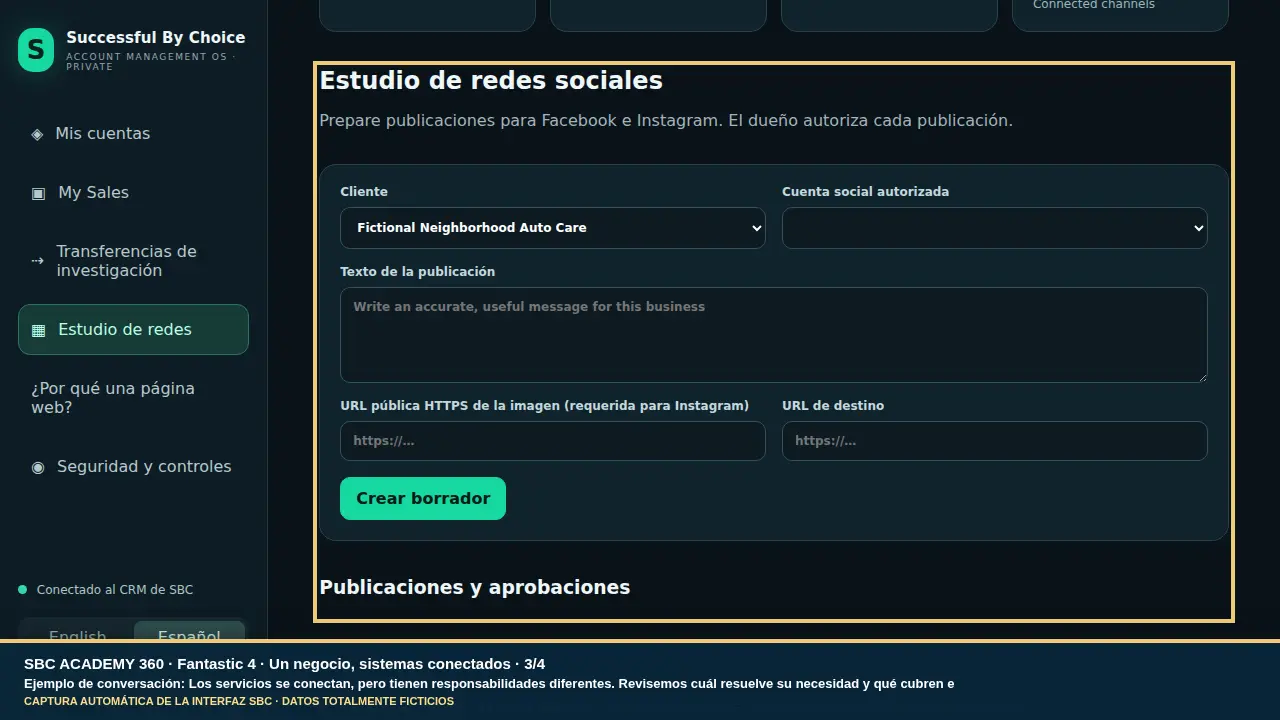 Connected channels
S
Successful By Choice
ACCOUNT MANAGEMENT OS ·
PRIVATE
Mis cuentas
My Sales
Transferencias de
investigación
Estudio de redes
¿Por qué una página
web?
Seguridad y controles
Conectado al CRM de SBC
English
Español
Estudio de redes sociales
Prepare publicaciones para Facebook e Instagram. El dueño autoriza cada publicación.
Cliente
Cuenta social autorizada
Fictional Neighborhood Auto Care
Texto de la publicación
Write an accurate, useful message for this business
URL pública HTTPS de la imagen (requerida para Instagram)
URL de destino
https://...
https://...
Crear borrador
Publicaciones y aprobaciones
SBC ACADEMY 360 · Fantastic 4 · Un negocio, sistemas conectados · 3/4
Ejemplo de conversación: Los servicios se conectan, pero tienen responsabilidades diferentes. Revisemos cuál resuelve su necesidad y qué cubren e
CAPTURA AUTOMÁTICA DE LA INTERFAZ SBC · DATOS TOTALMENTE FICTICIOS